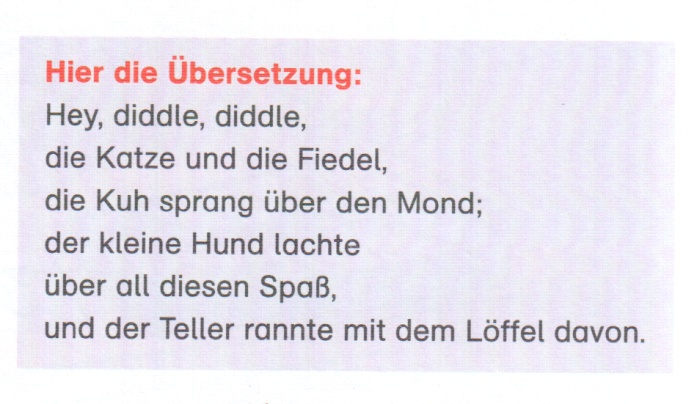 Hier die Übersetzung:
Hey, diddle, diddle,
die Katze und die Fiedel,
die Kuh sprang über den Mond;
der kleine Hund lachte
über all diesen Spaß,
und der Teller rannte mit dem Löffel davon.